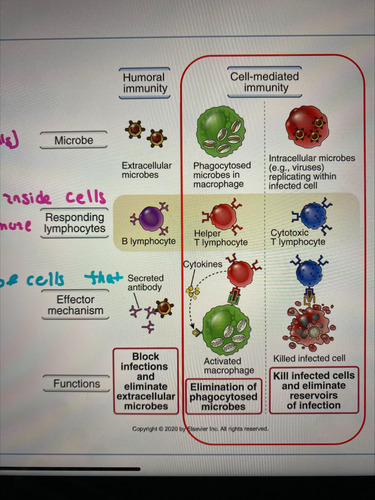 Humoral
immunity
Cell-mediated
immunity
Microbe
Extracellular
microbes
Phagocytosed
microbes in
macrophage
Intracellular microbes
(e.g., viruses)
replicating within
infected cell
inside cells
Responding
lymphocytes
B lymphocyte
Helper
T lymphocyte
Cytotoxic
T lymphocyte
of cells that
Effector
mechanism
Secreted
antibody
Cytokines
Activated
macrophage
Killed infected cell
Functions
Block
infections
and
eliminate
extracellular
microbes
Elimination of
phagocytosed
microbes
Kill infected cells
and eliminate
reservoirs
of infection
Copyright © 2020 by Elsevier Inc. All rights reserved.